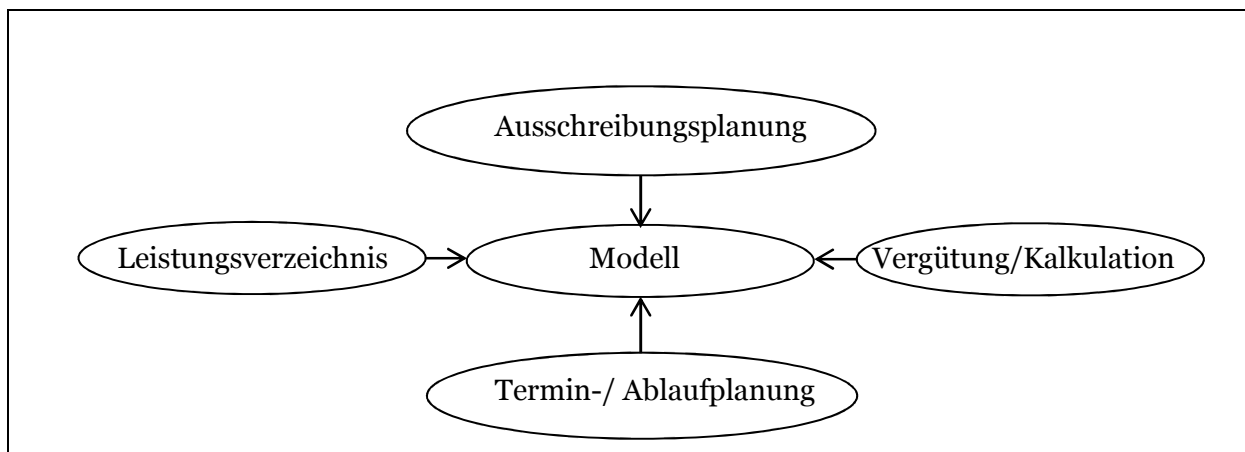 Ausschreibungsplanung
Leistungsverzeichnis
Modell
Vergütung/Kalkulation
Termin-/ Ablaufplanung